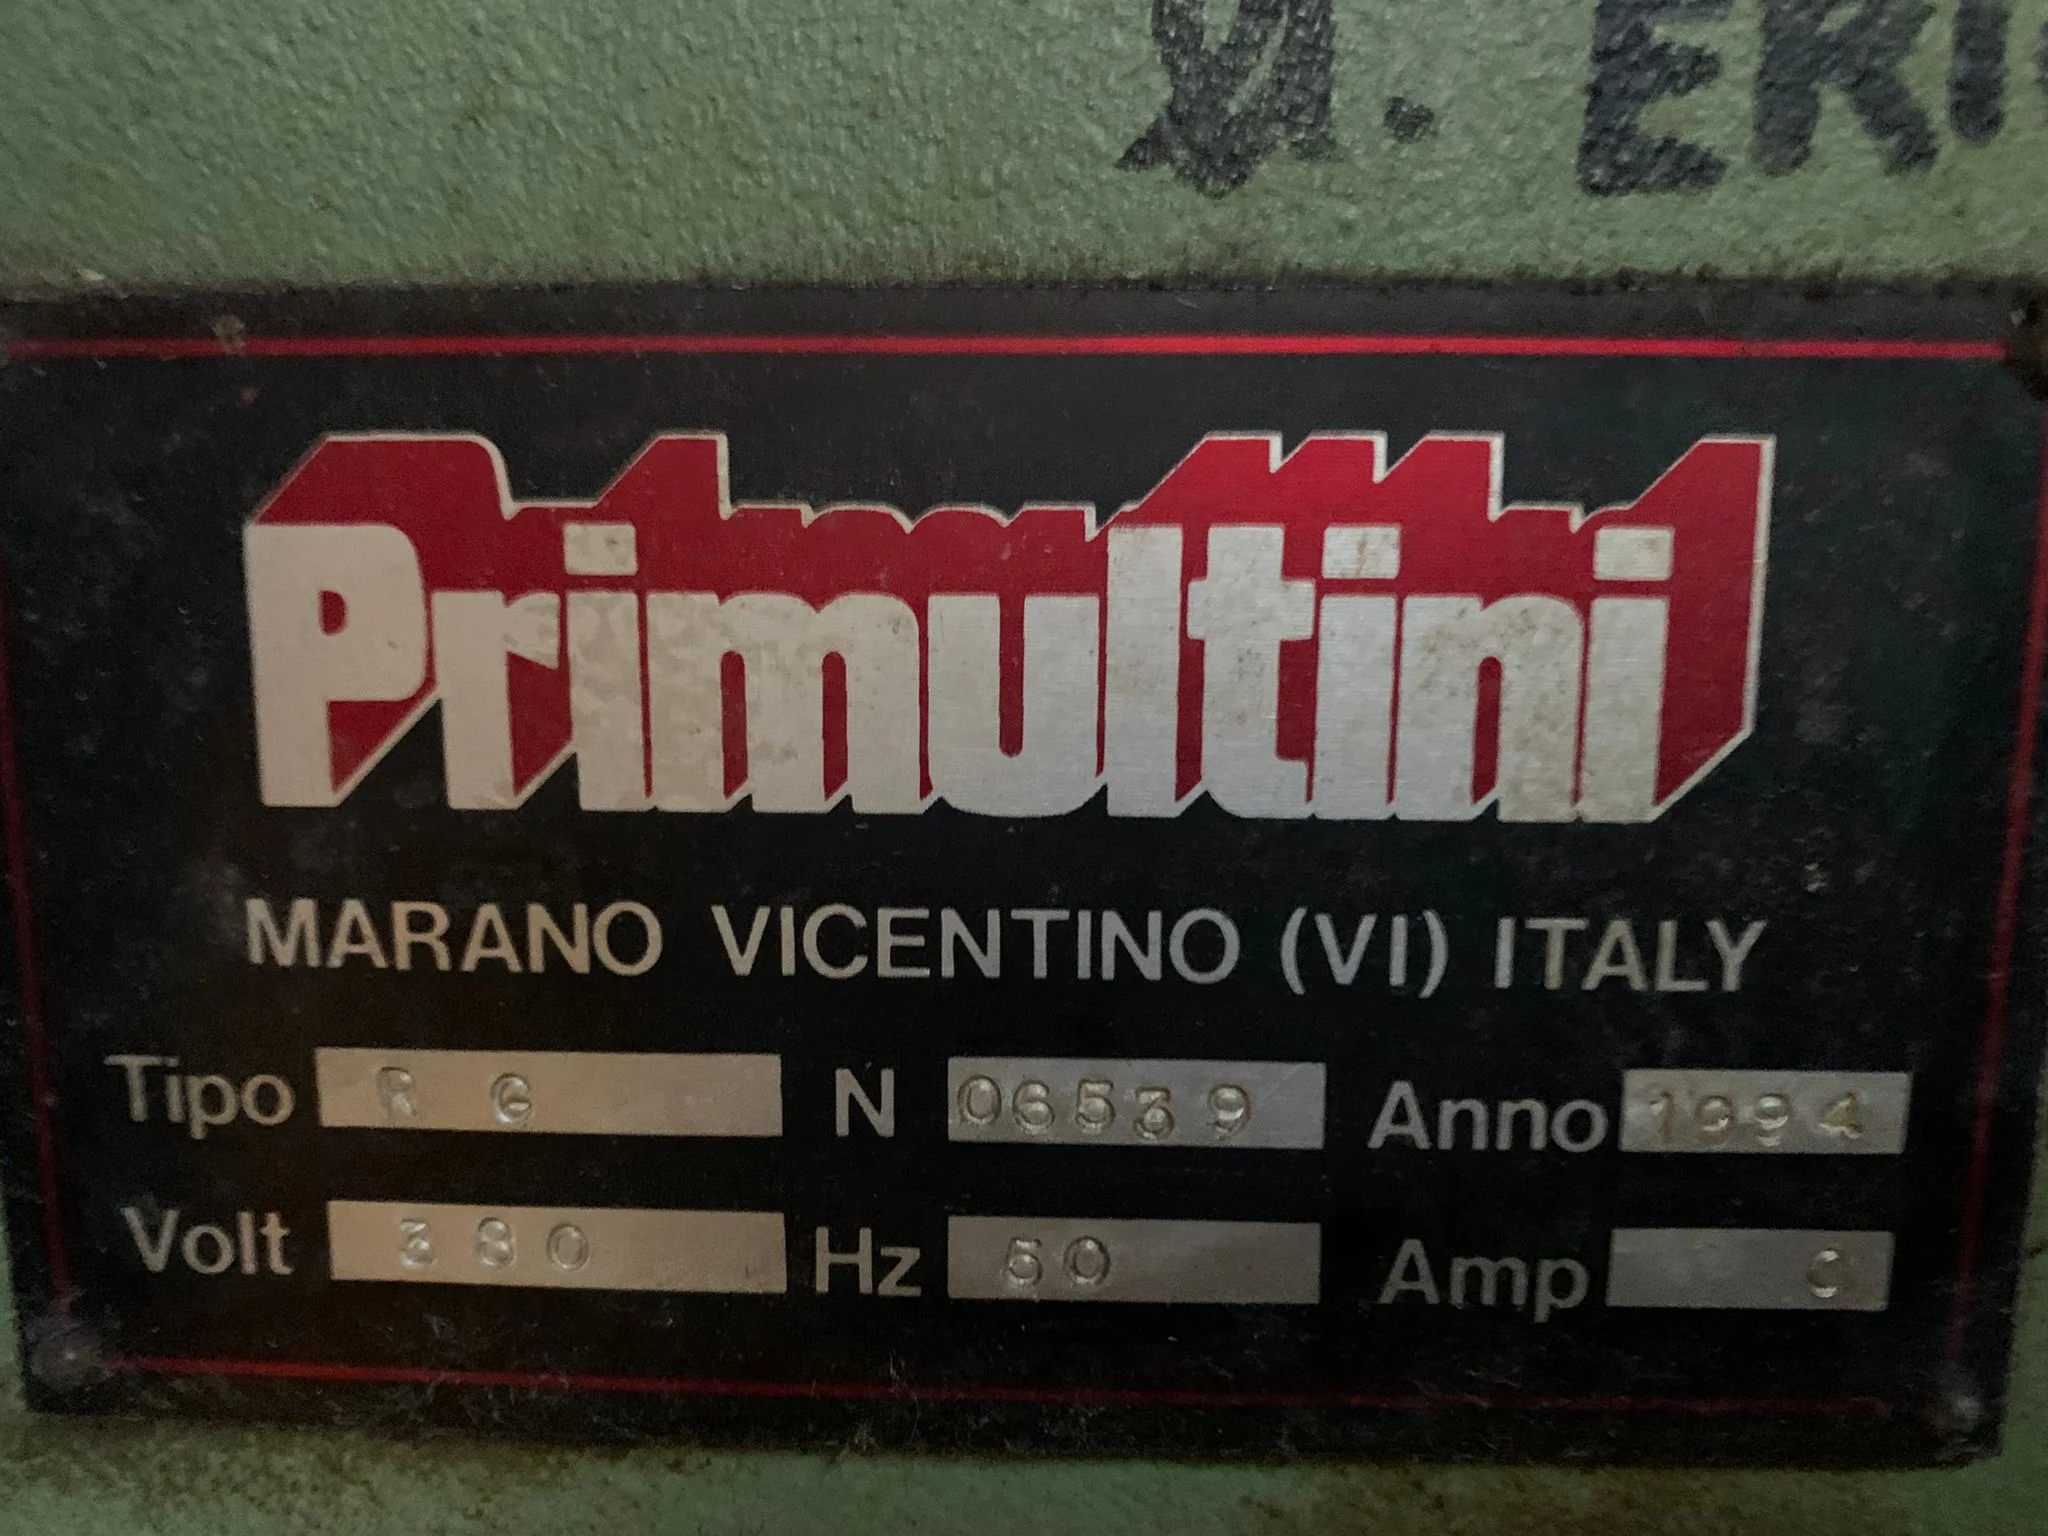 Primultini
MARANO VICENTINO (VI) ITALY
Tipo R G N 06539 Anno 1994
Volt 380 Hz 50 Amp